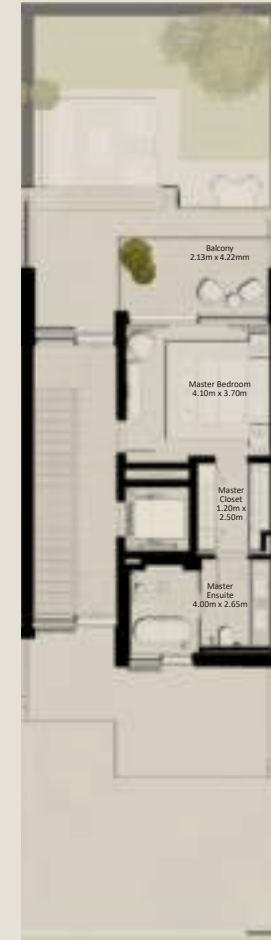 Balcony
2.13m x 4.22mm
Master Bedroom
4.10m x 3.70m
Master
Closet
1.20m x
2.50m
Master
Ensuite
4.00m x 2.65m